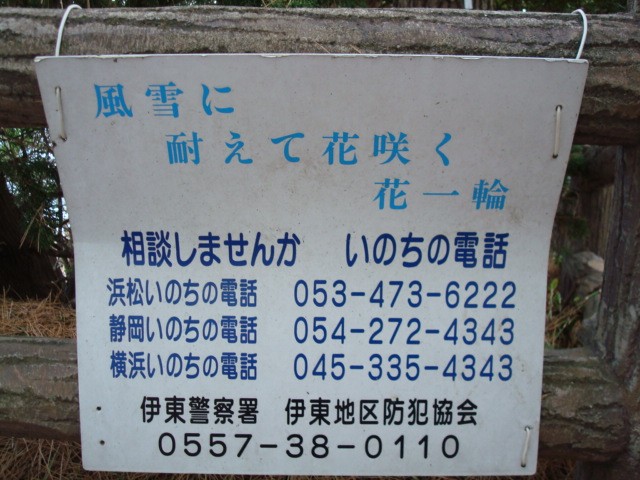 風雪に
耐えて花咲く
花一輪
相談しませんか　いのちの電話
浜松いのちの電話　053-473-6222
静岡いのちの電話　054-272-4343
横浜いのちの電話　045-335-4343
伊東警察署　伊東地区防犯協会
0557-38-0110